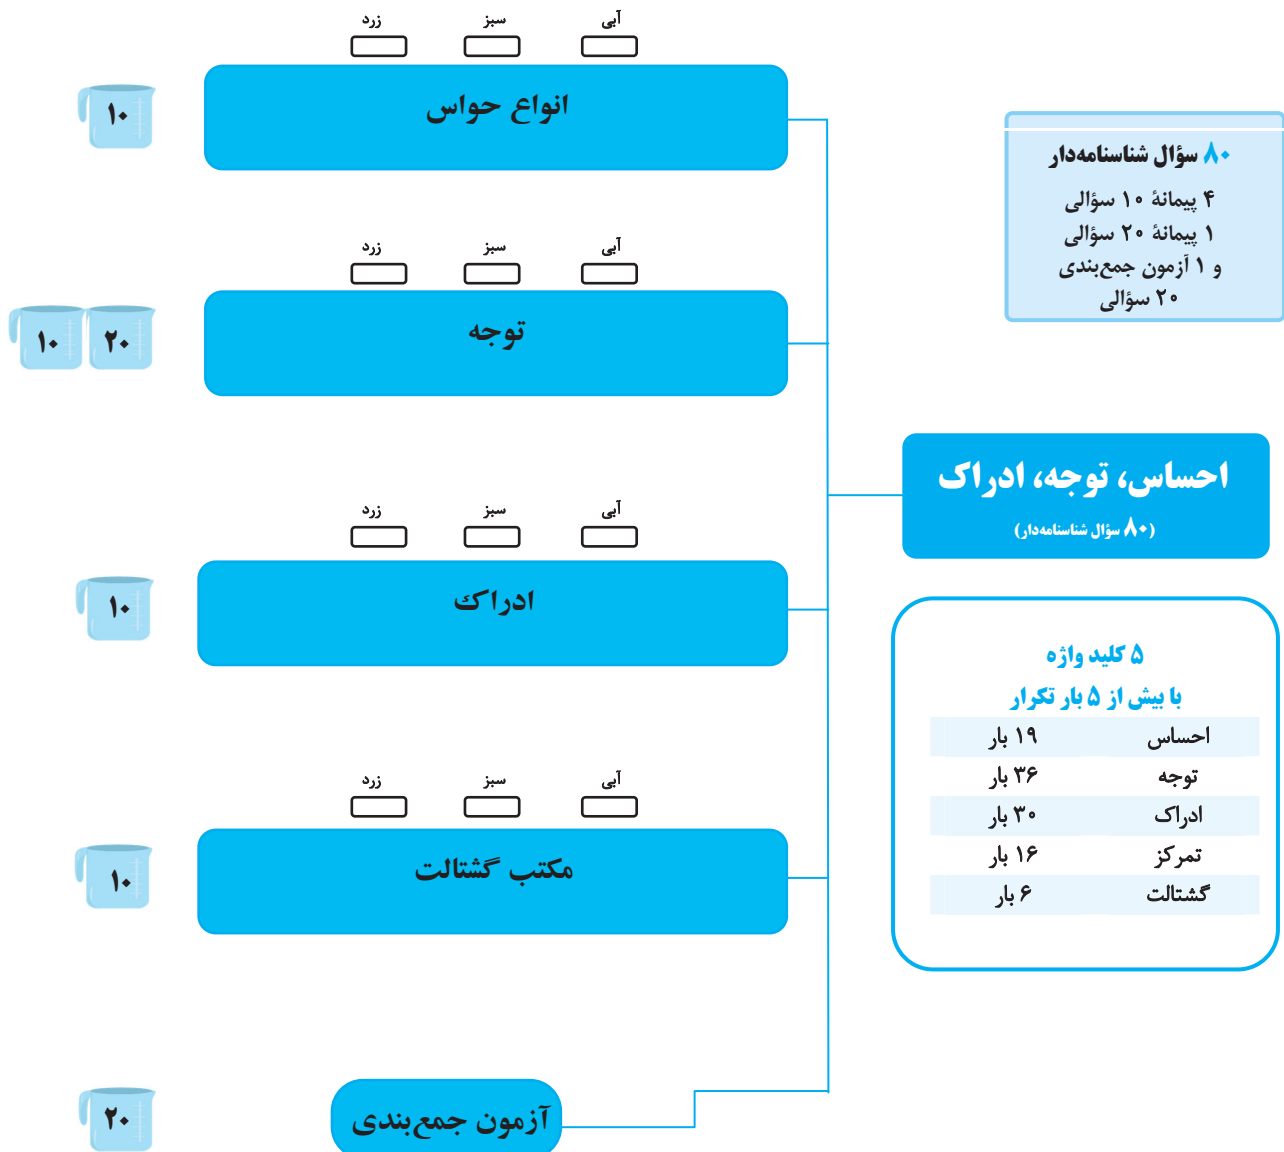 ۸۰ سؤال شناسنامه‌دار
۴ پیمانهٔ ۱۰ سؤالی
۱ پیمانهٔ ۲۰ سؤالی
و ۱ آزمون جمع‌بندی
۲۰ سؤالی
احساس، توجه، ادراک
(۸۰ سؤال شناسنامه‌دار)
۵ کلید واژه
با بیش از ۵ بار تکرار
احساس ۱۹ بار
توجه ۳۶ بار
ادراک ۳۰ بار
تمرکز ۱۶ بار
گشتالت ۶ بار
آبی سبز زرد
انواع حواس
۱۰
آبی سبز زرد
توجه
۲۰ ۱۰
آبی سبز زرد
ادراک
۱۰
آبی سبز زرد
مکتب گشتالت
۱۰
آزمون جمع‌بندی
۲۰